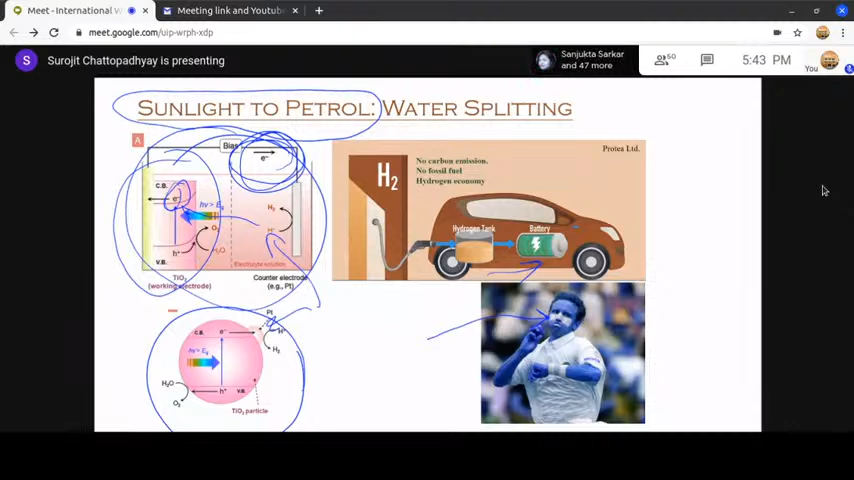 Meet - International W
Meeting link and Youtube
meet.google.com/uip-wrph-xdp
S
Surojit Chattopadhyay is presenting
Sanjukta Sarkar
and 47 more
50
5:43 PM
You
SUNLIGHT TO PETROL: WATER SPLITTING
A
Bias
e⁻
C.B.
e⁻
hν > Eg
O₂
H₂O
h⁺
V.B.
H₂
H⁺
Electrolyte solution
TiO₂
(working electrode)
Counter electrode
(e.g., Pt)
Protea Ltd.
No carbon emission.
No fossil fuel
Hydrogen economy
H₂
Hydrogen Tank
Battery
Pt
C.B.
e⁻
H⁺
H₂
hν > Eg
H₂O
h⁺
V.B.
O₂
TiO₂ particle